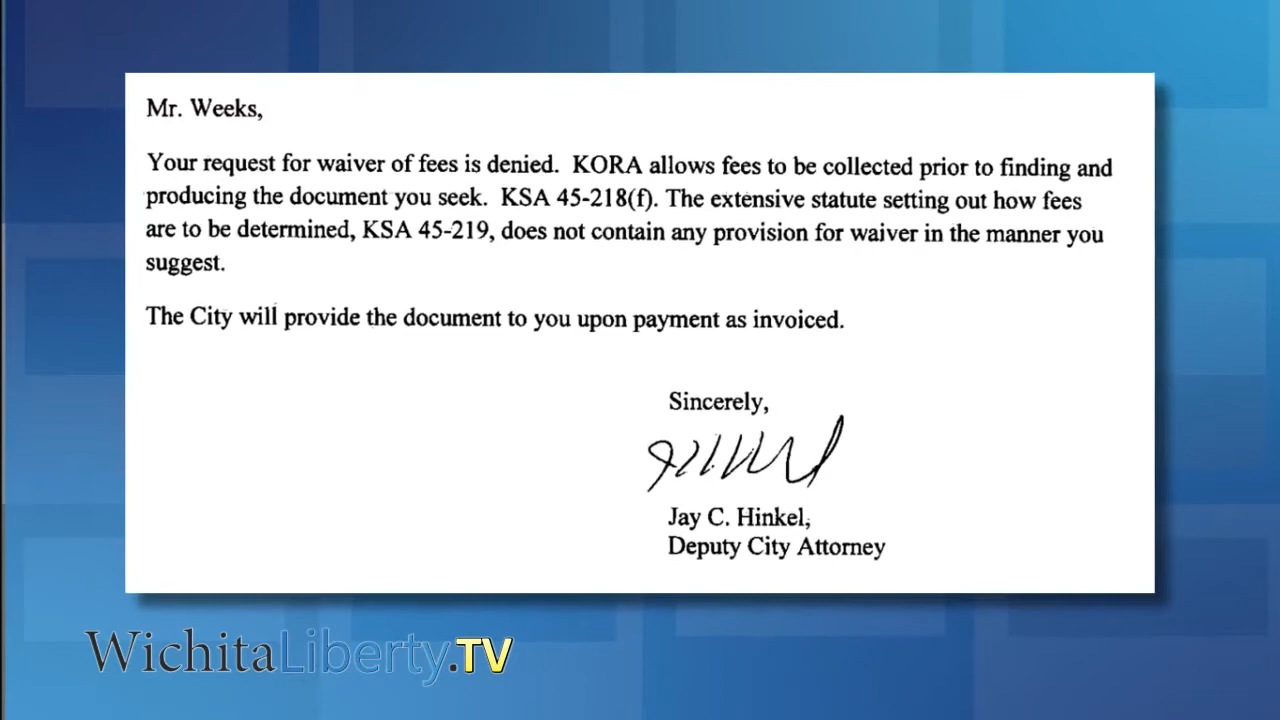 Mr. Weeks,
Your request for waiver of fees is denied. KORA allows fees to be collected prior to finding and
producing the document you seek. KSA 45-218(f). The extensive statute setting out how fees
are to be determined, KSA 45-219, does not contain any provision for waiver in the manner you
suggest.
The City will provide the document to you upon payment as invoiced.
Sincerely,
Jay C. Hinkel,
Deputy City Attorney
WichitaLiberty.TV